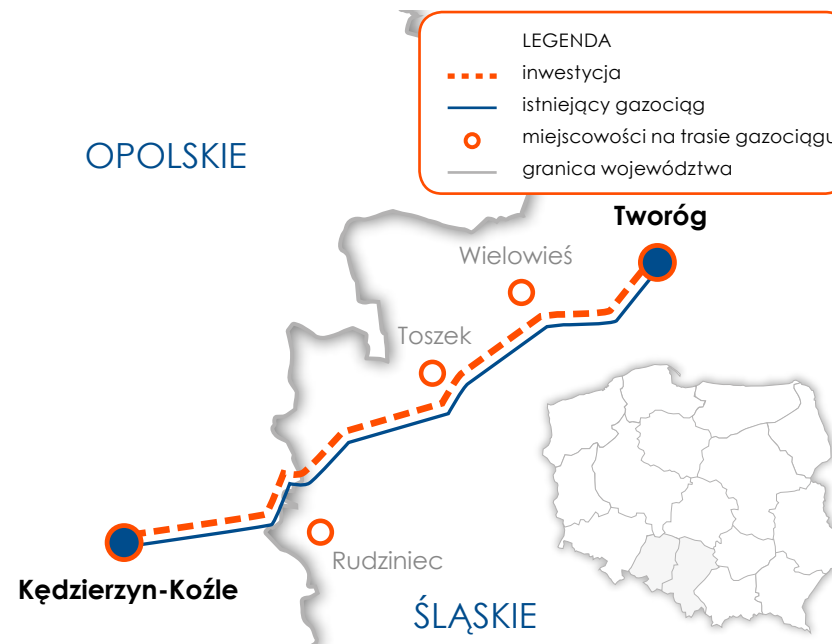 LEGENDA
inwestycja
istniejący gazociąg
miejscowości na trasie gazociągu
granica województwa
OPOLSKIE
Tworóg
Wielowieś
Toszek
Rudziniec
Kędzierzyn-Koźle
ŚLĄSKIE